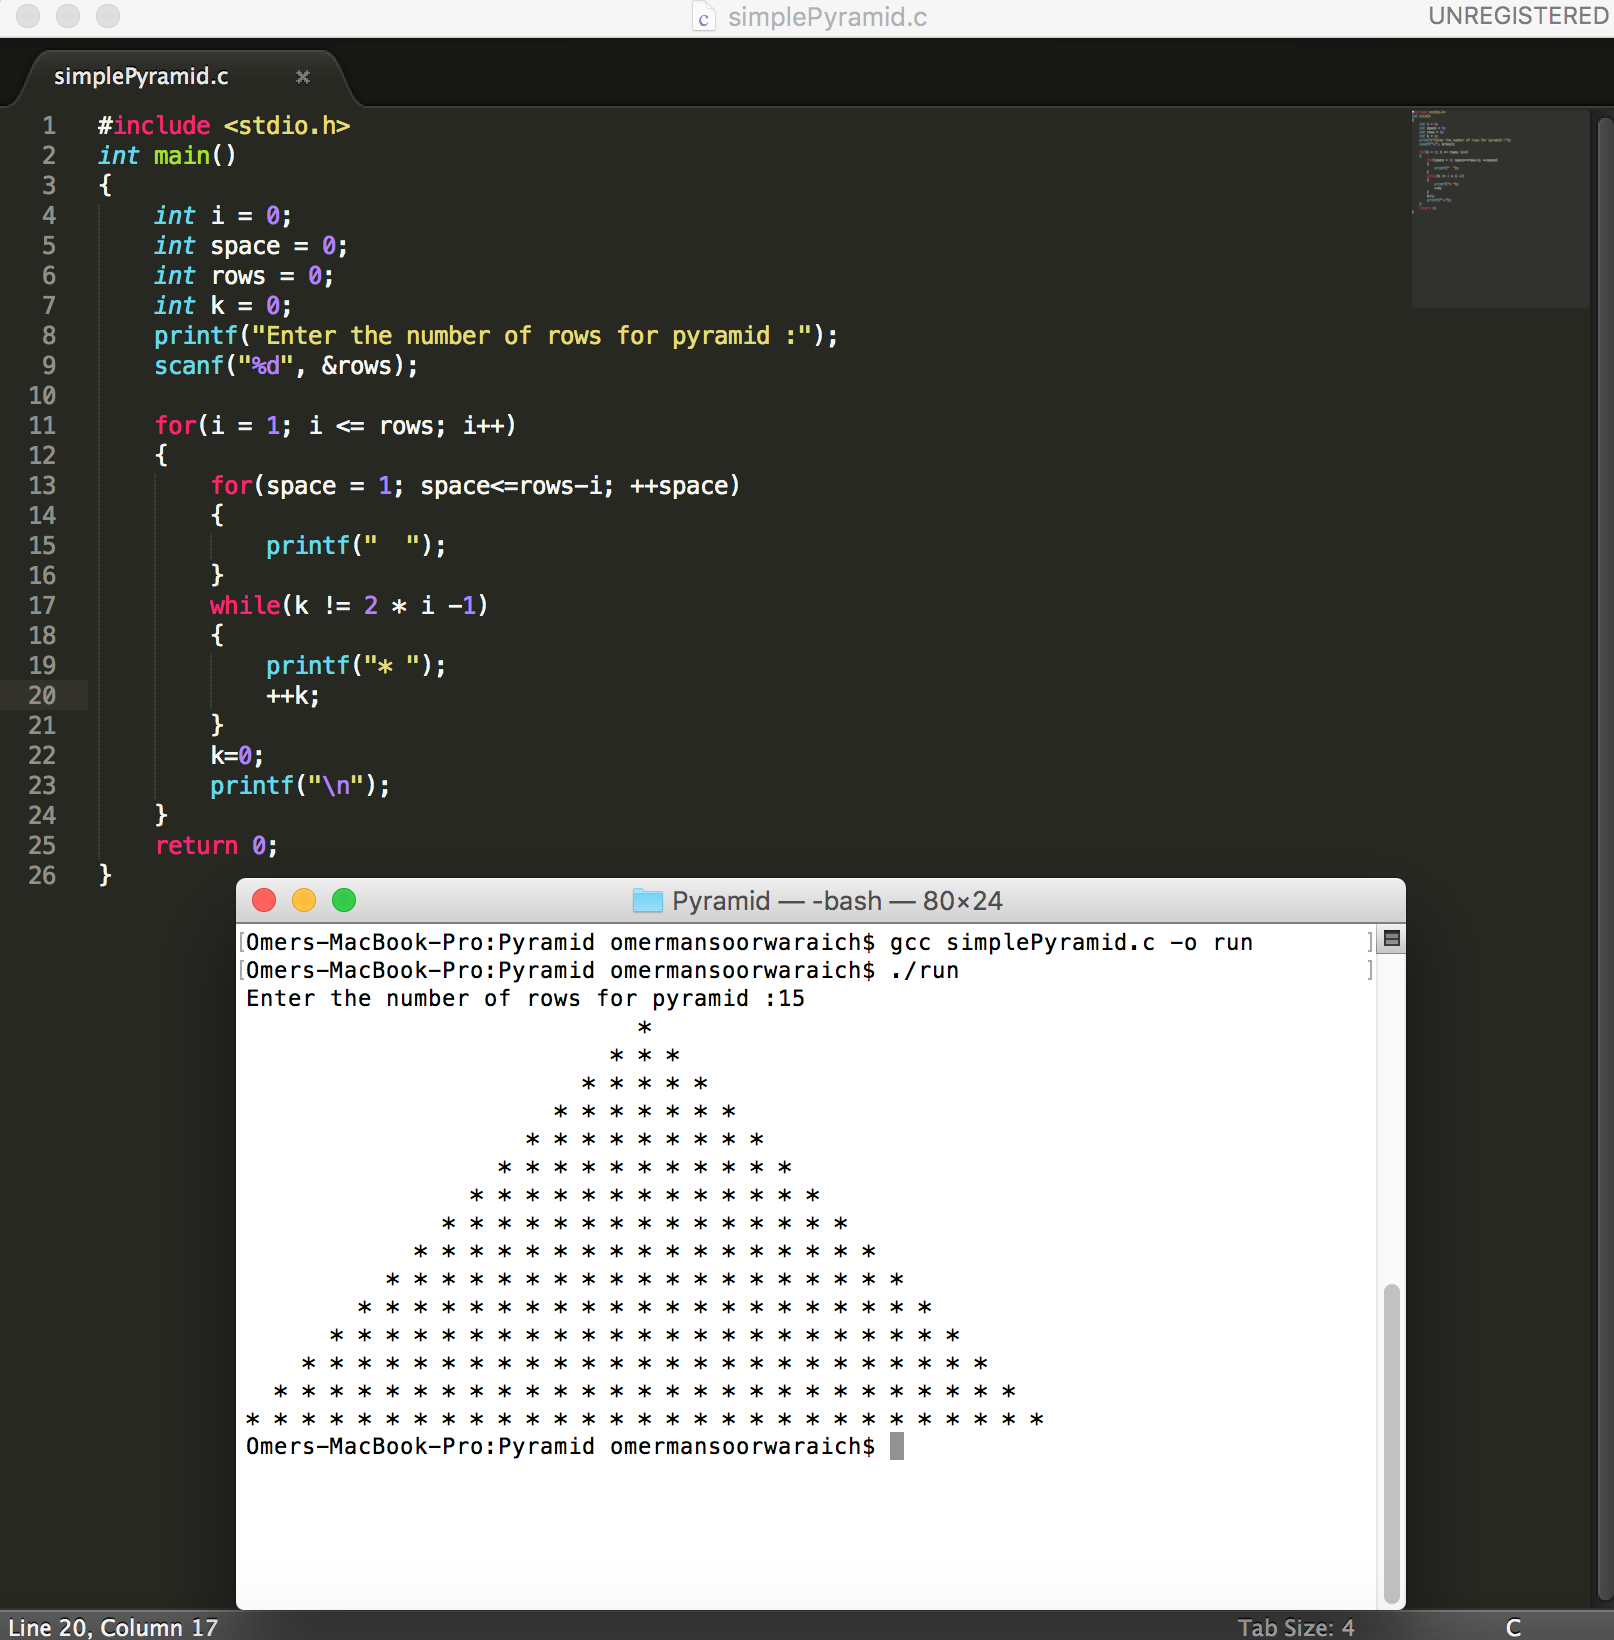 simplePyramid.c
UNREGISTERED
simplePyramid.c ×
1 #include <stdio.h>
2 int main()
3 {
4     int i = 0;
5     int space = 0;
6     int rows = 0;
7     int k = 0;
8     printf("Enter the number of rows for pyramid :");
9     scanf("%d", &rows);
10
11     for(i = 1; i <= rows; i++)
12     {
13         for(space = 1; space<=rows-i; ++space)
14         {
15             printf("  ");
16         }
17         while(k != 2 * i -1)
18         {
19             printf("* ");
20             ++k;
21         }
22         k=0;
23         printf("\n");
24     }
25     return 0;
26 }
Pyramid — -bash — 80×24
[Omers-MacBook-Pro:Pyramid omermansoorwaraich$ gcc simplePyramid.c -o run ]
[Omers-MacBook-Pro:Pyramid omermansoorwaraich$ ./run ]
Enter the number of rows for pyramid :15
                            *
                          * * *
                        * * * * *
                      * * * * * * *
                    * * * * * * * * *
                  * * * * * * * * * * *
                * * * * * * * * * * * * *
              * * * * * * * * * * * * * * *
            * * * * * * * * * * * * * * * * *
          * * * * * * * * * * * * * * * * * * *
        * * * * * * * * * * * * * * * * * * * * *
      * * * * * * * * * * * * * * * * * * * * * * *
    * * * * * * * * * * * * * * * * * * * * * * * * *
  * * * * * * * * * * * * * * * * * * * * * * * * * * *
* * * * * * * * * * * * * * * * * * * * * * * * * * * * *
Omers-MacBook-Pro:Pyramid omermansoorwaraich$
Line 20, Column 17
Tab Size: 4
C